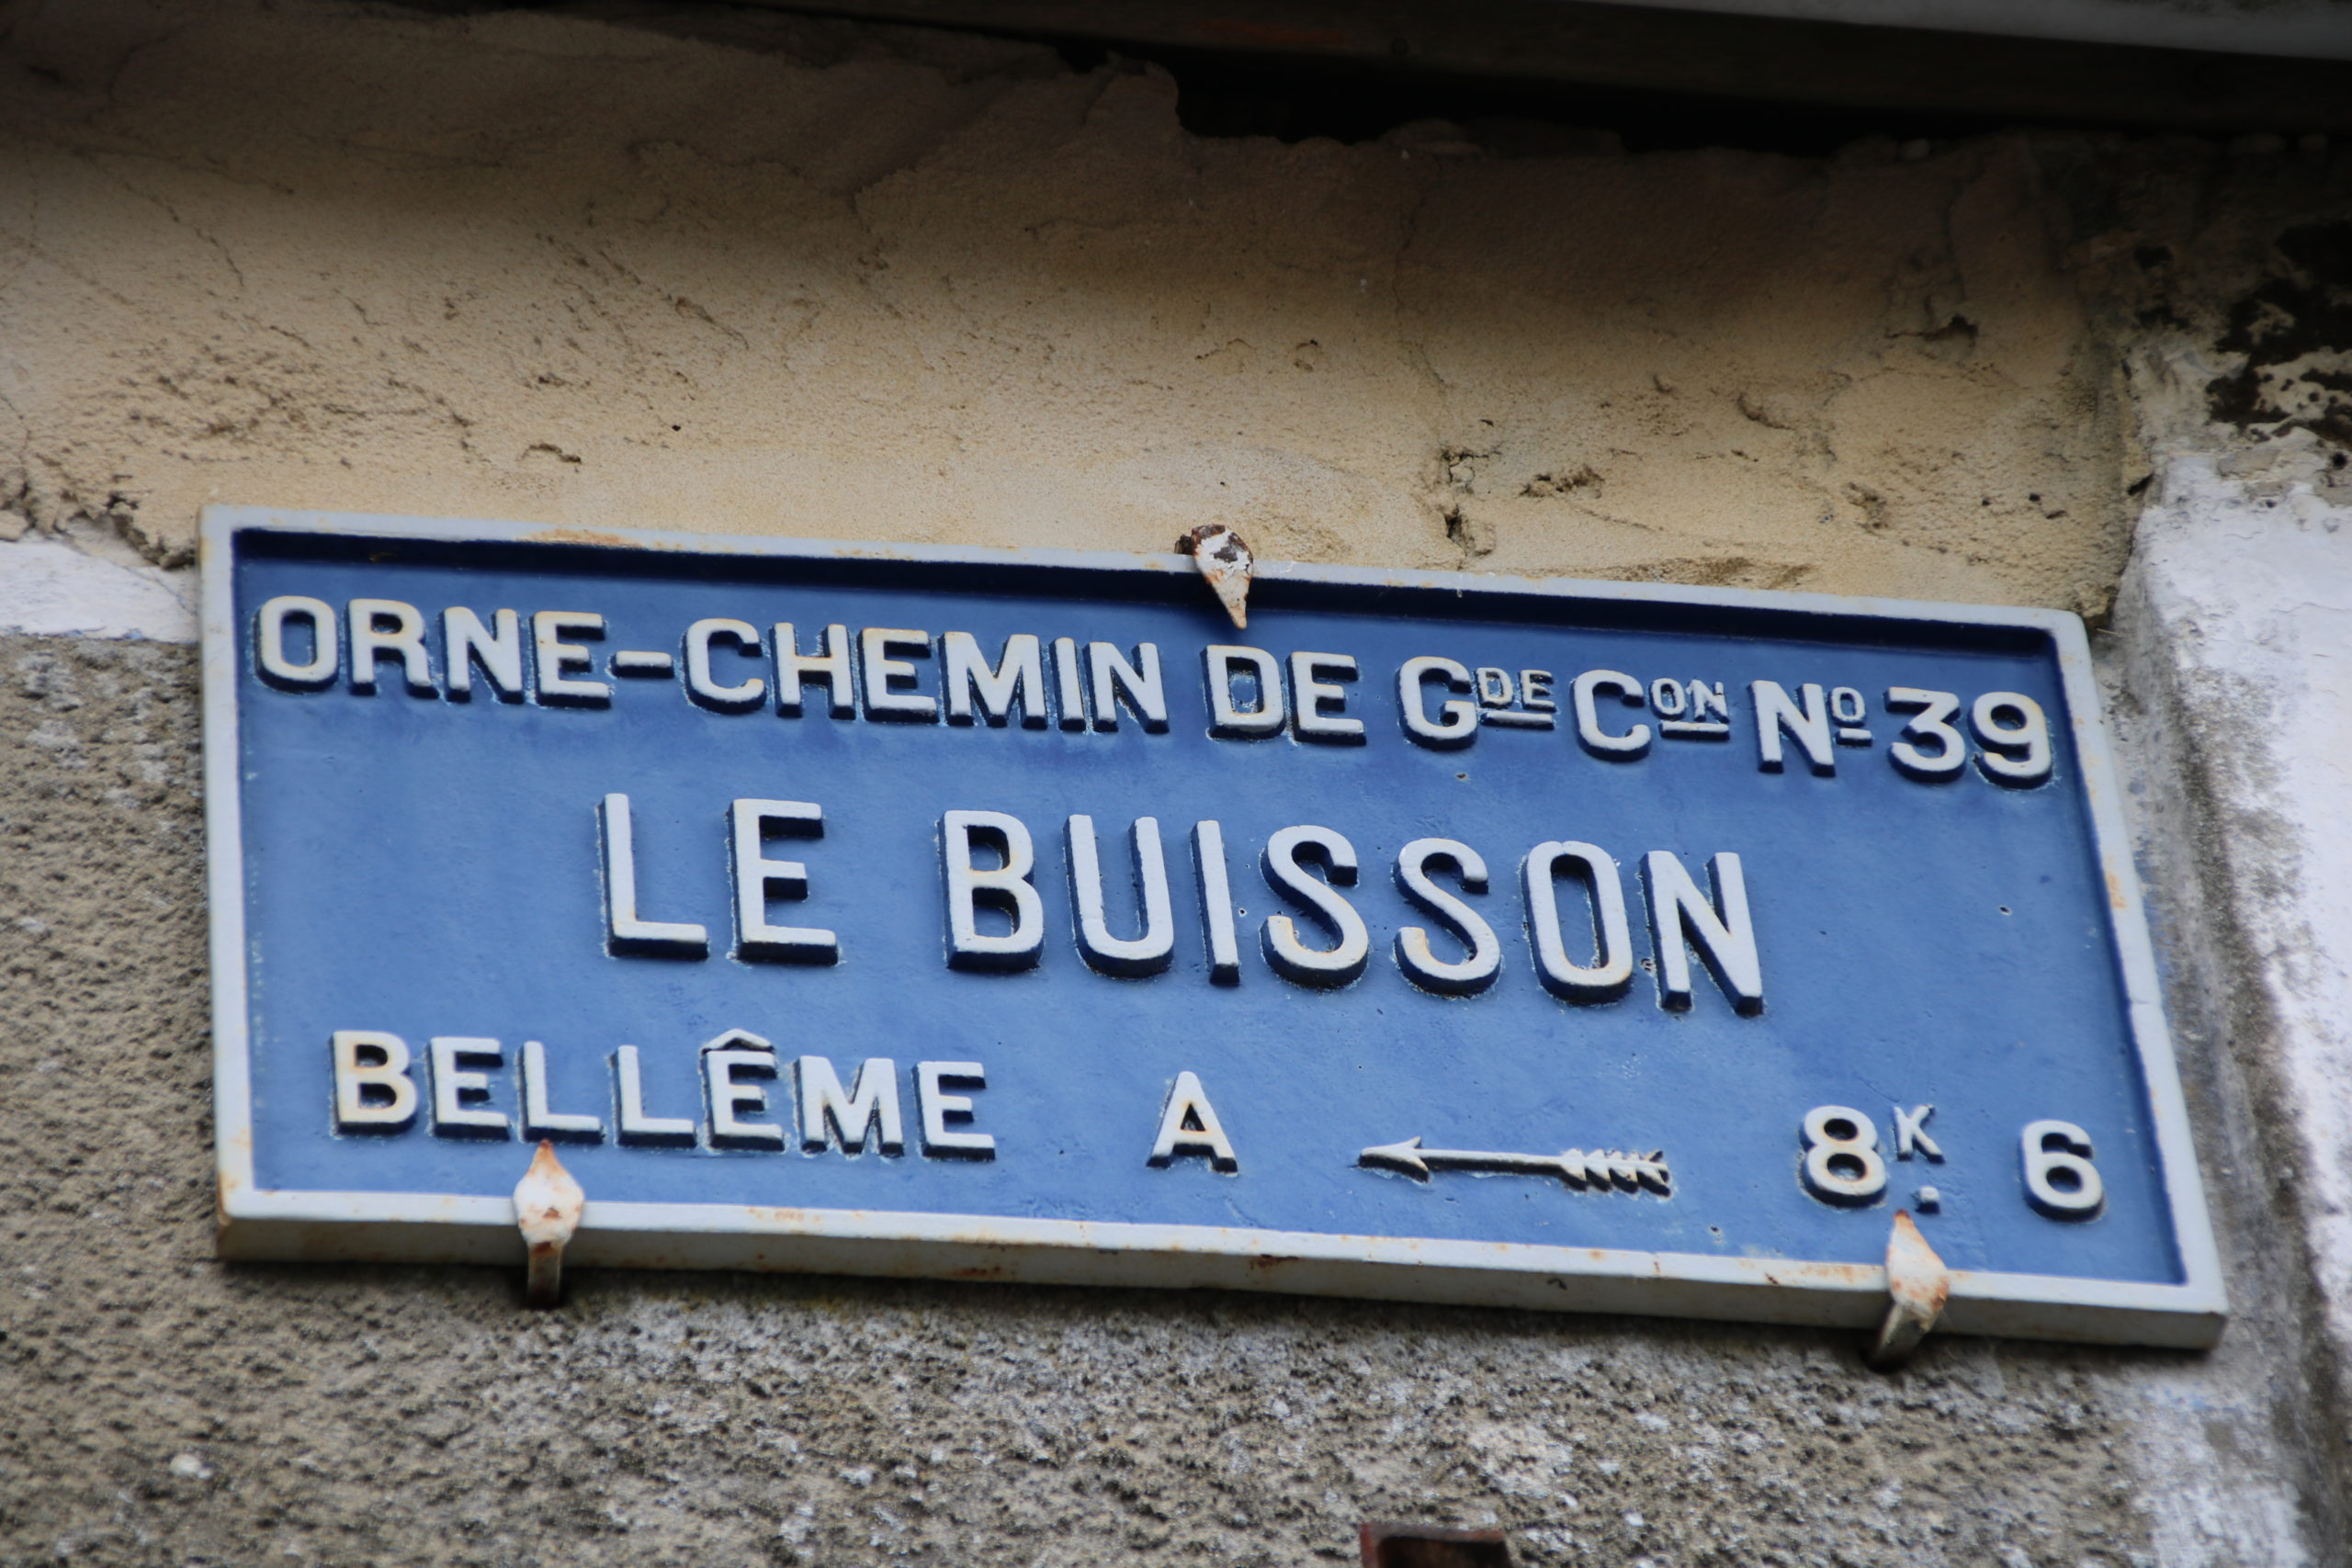 ORNE-CHEMIN DE GDE CON NO 39
LE BUISSON
BELLÊME A 8K. 6